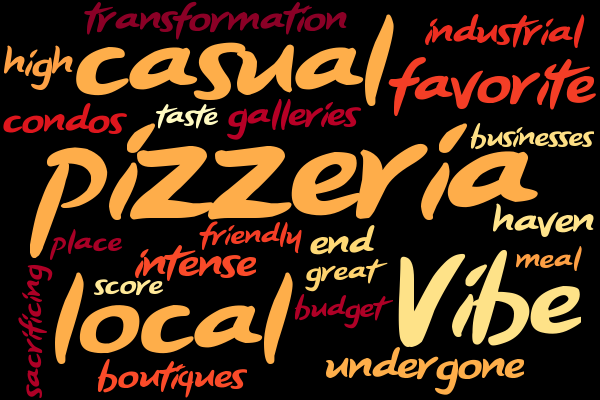 transformation
industrial
high
casual
favorite
condos
taste
galleries
businesses
pizzeria
haven
place
friendly
end
intense
meal
score
great
Vibe
sacrificing
local
budget
boutiques
undergone